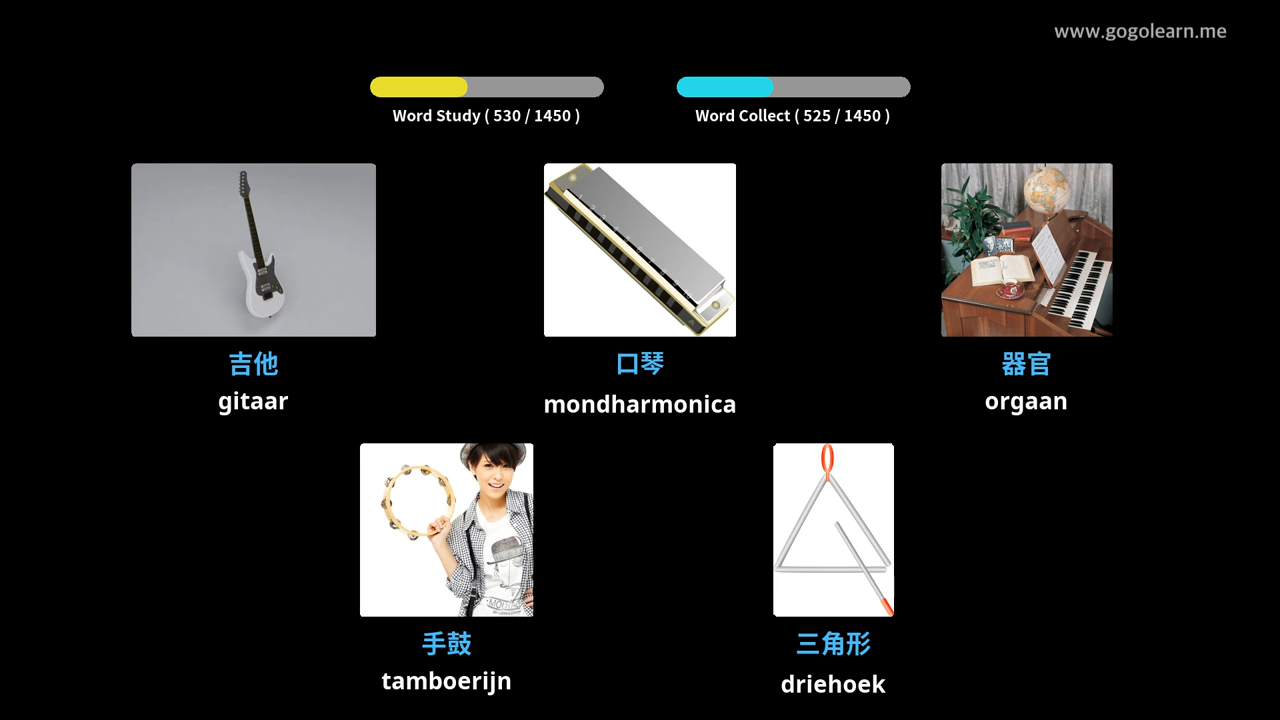 www.gogolearn.me
Word Study ( 530 / 1450 )
Word Collect ( 525 / 1450 )
吉他
gitaar
口琴
mondharmonica
器官
orgaan
手鼓
tamboerijn
三角形
driehoek